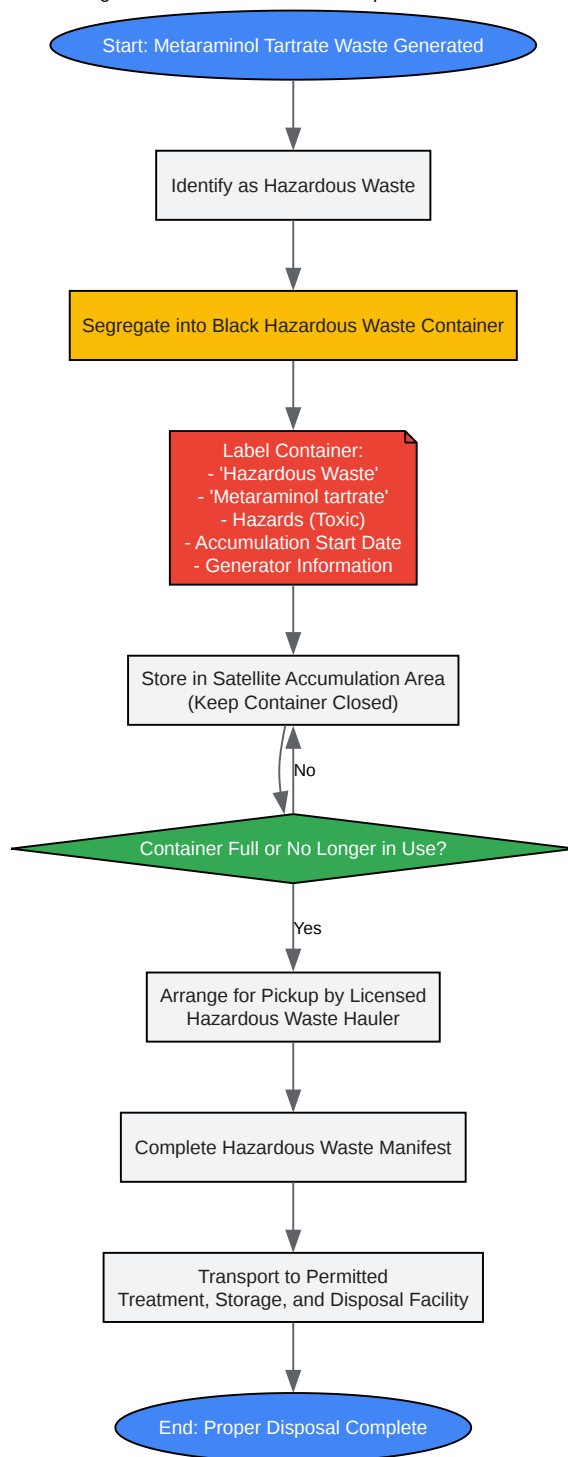 Start: Metaraminol Tartrate Waste Generated
Identify as Hazardous Waste
Segregate into Black Hazardous Waste Container
Label Container:
- 'Hazardous Waste'
- 'Metaraminol tartrate'
- Hazards (Toxic)
- Accumulation Start Date
- Generator Information
Store in Satellite Accumulation Area
(Keep Container Closed)
No
Container Full or No Longer in Use?
Yes
Arrange for Pickup by Licensed
Hazardous Waste Hauler
Complete Hazardous Waste Manifest
Transport to Permitted
Treatment, Storage, and Disposal Facility
End: Proper Disposal Complete